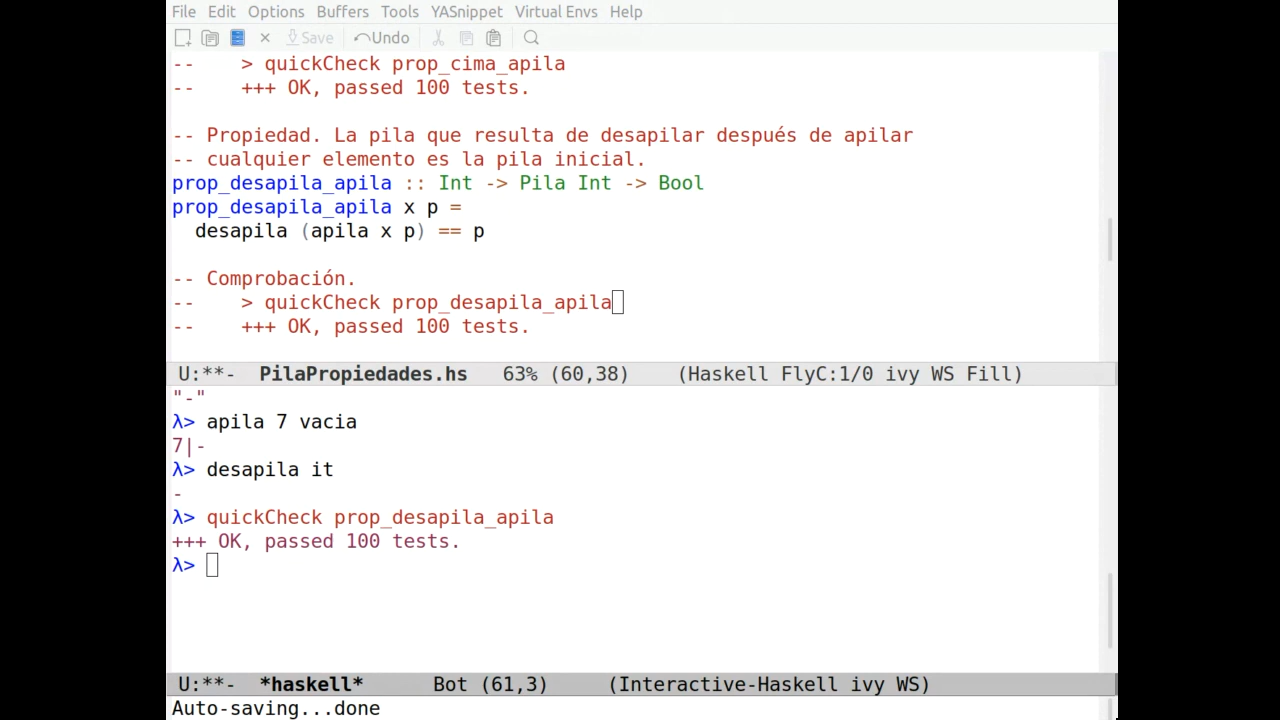 File Edit Options Buffers Tools YASnippet Virtual Envs Help
Save Undo
--    > quickCheck prop_cima_apila
--    +++ OK, passed 100 tests.
-- Propiedad. La pila que resulta de desapilar después de apilar
-- cualquier elemento es la pila inicial.
prop_desapila_apila :: Int -> Pila Int -> Bool
prop_desapila_apila x p =
  desapila (apila x p) == p
-- Comprobación.
--    > quickCheck prop_desapila_apila
--    +++ OK, passed 100 tests.
U:**-  PilaPropiedades.hs   63% (60,38)    (Haskell FlyC:1/0 ivy WS Fill)
"-"
λ> apila 7 vacia
7|-
λ> desapila it
-
λ> quickCheck prop_desapila_apila
+++ OK, passed 100 tests.
λ>
U:**-  *haskell*      Bot (61,3)     (Interactive-Haskell ivy WS)
Auto-saving...done